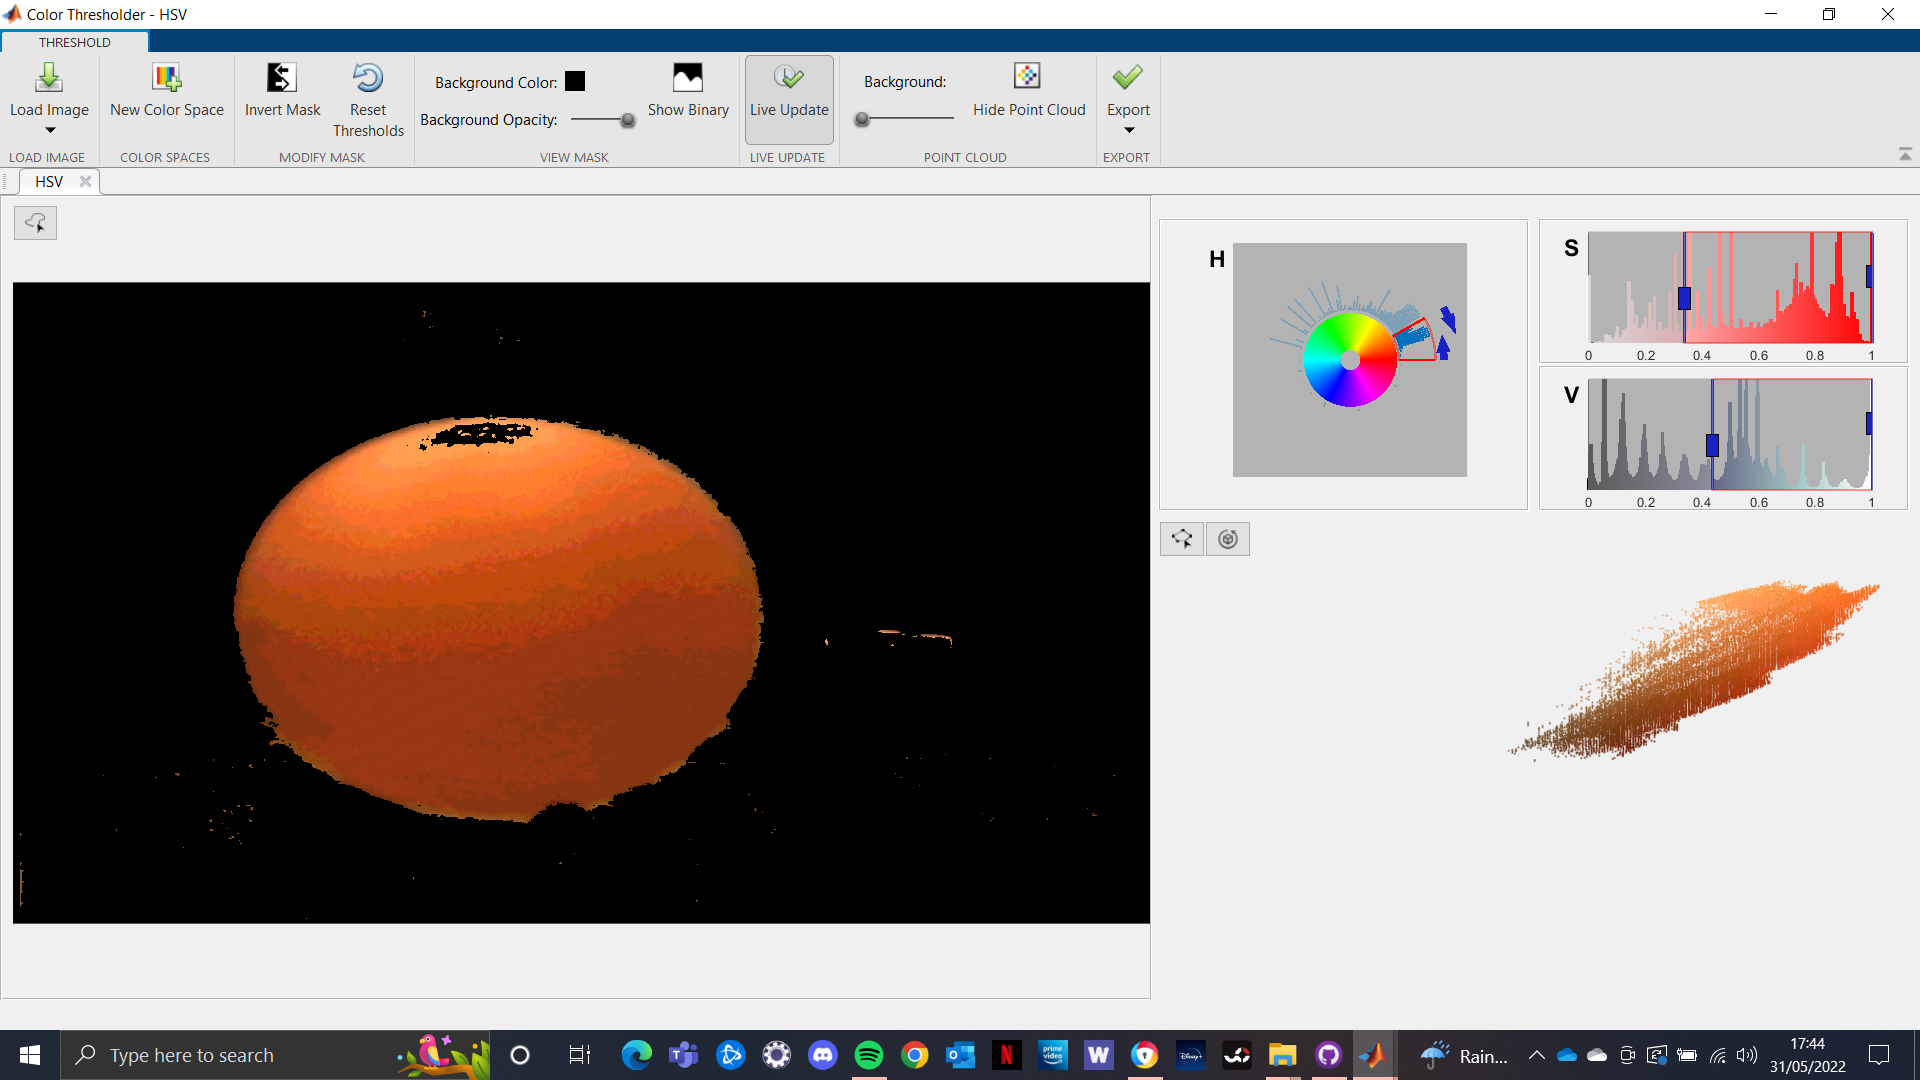 Color Thresholder - HSV
THRESHOLD
Load Image
New Color Space
Invert Mask
Reset
Thresholds
Background Color:
Background Opacity:
Show Binary
Live Update
Background:
Hide Point Cloud
Export
LOAD IMAGE
COLOR SPACES
MODIFY MASK
VIEW MASK
LIVE UPDATE
POINT CLOUD
EXPORT
HSV
H
S
0 0.2 0.4 0.6 0.8 1
V
0 0.2 0.4 0.6 0.8 1
Type here to search
N
prime
video
W
Disney+
Rain...
17:44
31/05/2022